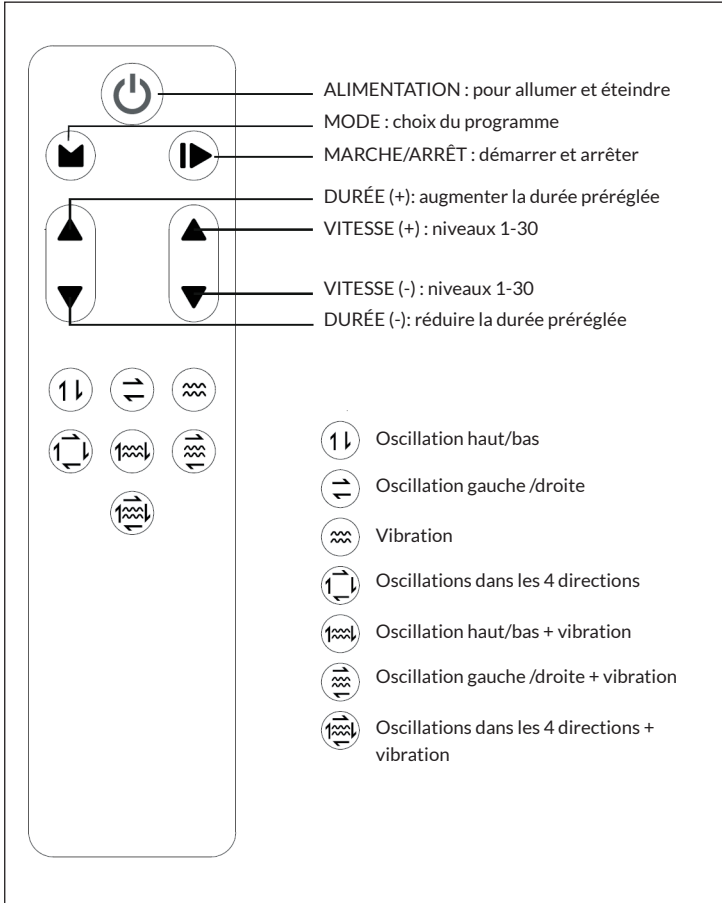 ALIMENTATION : pour allumer et éteindre
MODE : choix du programme
MARCHE/ARRÊT : démarrer et arrêter
DURÉE (+): augmenter la durée préréglée
VITESSE (+) : niveaux 1-30
VITESSE (-) : niveaux 1-30
DURÉE (-): réduire la durée préréglée
Oscillation haut/bas
Oscillation gauche /droite
Vibration
Oscillations dans les 4 directions
Oscillation haut/bas + vibration
Oscillation gauche /droite + vibration
Oscillations dans les 4 directions +
vibration